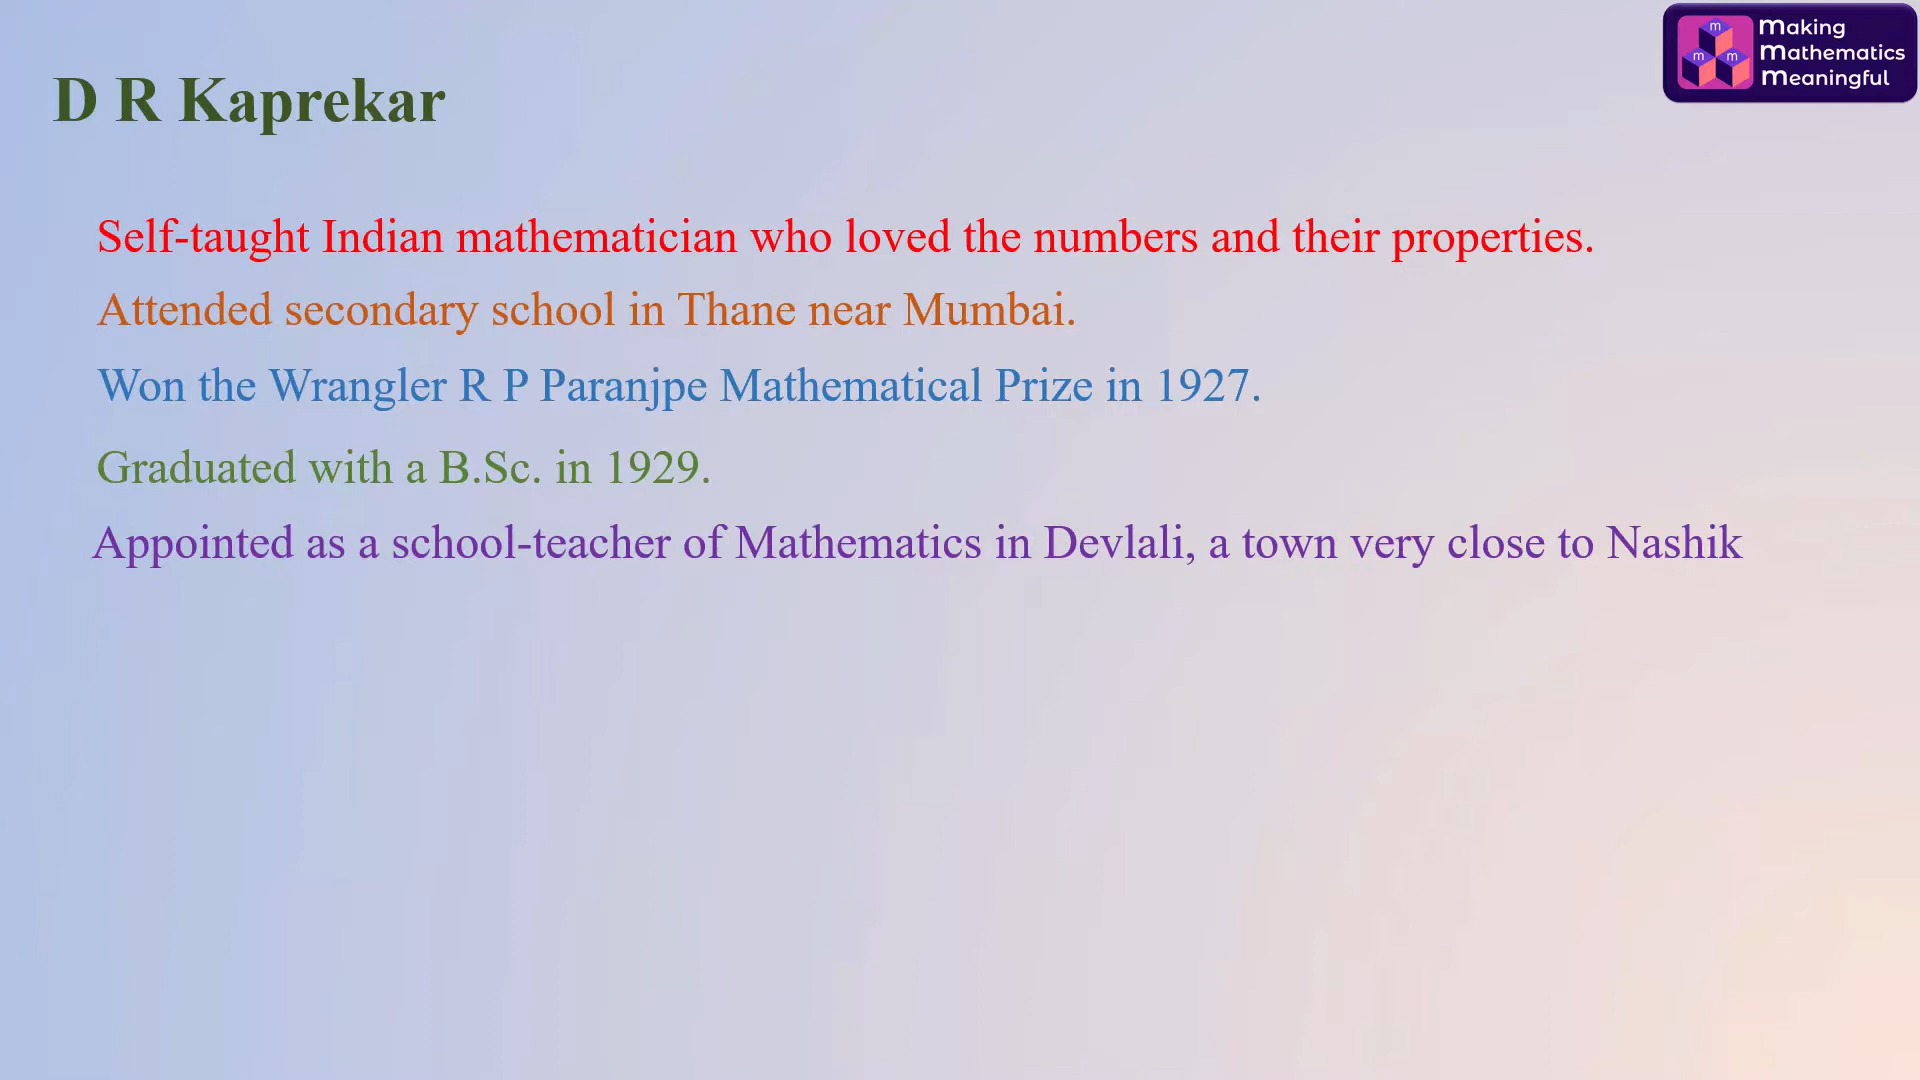 making
mathematics
meaningful
m
m m
D R Kaprekar
Self-taught Indian mathematician who loved the numbers and their properties.
Attended secondary school in Thane near Mumbai.
Won the Wrangler R P Paranjpe Mathematical Prize in 1927.
Graduated with a B.Sc. in 1929.
Appointed as a school-teacher of Mathematics in Devlali, a town very close to Nashik